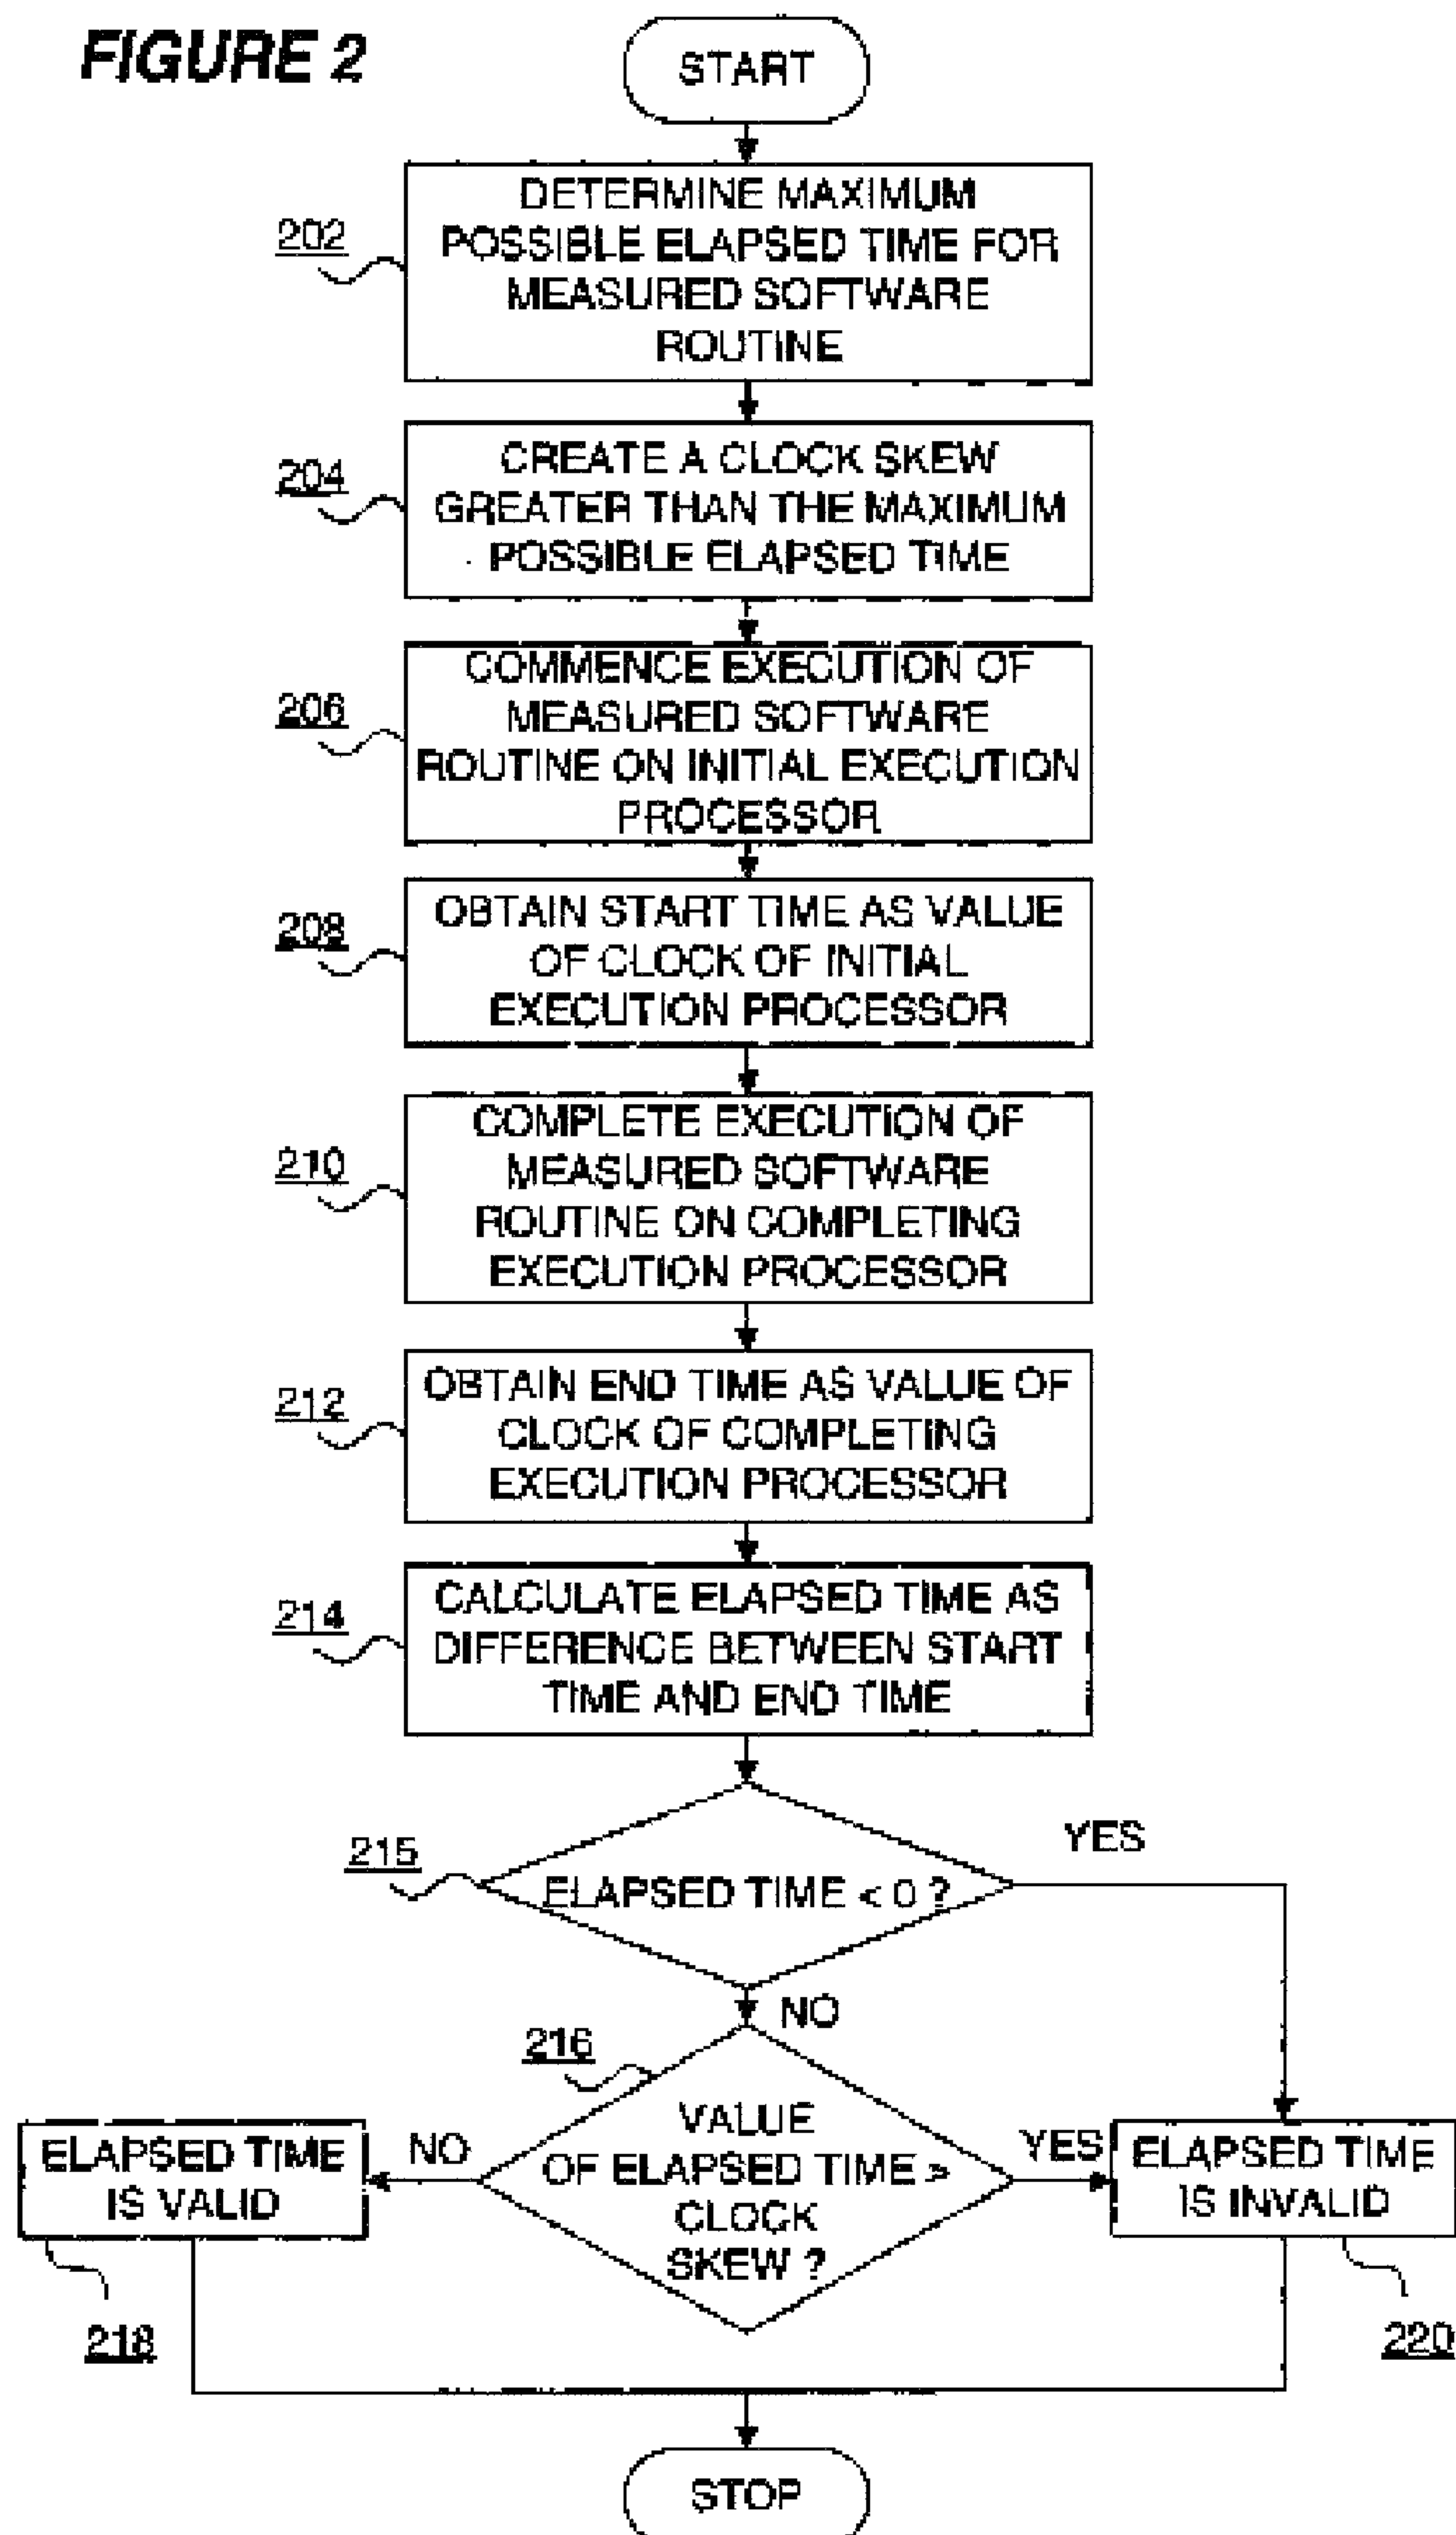 FIGURE 2
START
202
DETERMINE MAXIMUM
POSSIBLE ELAPSED TIME FOR
MEASURED SOFTWARE
ROUTINE
204
CREATE A CLOCK SKEW
GREATER THAN THE MAXIMUM
POSSIBLE ELAPSED TIME
206
COMMENCE EXECUTION OF
MEASURED SOFTWARE
ROUTINE ON INITIAL EXECUTION
PROCESSOR
208
OBTAIN START TIME AS VALUE
OF CLOCK OF INITIAL
EXECUTION PROCESSOR
210
COMPLETE EXECUTION OF
MEASURED SOFTWARE
ROUTINE ON COMPLETING
EXECUTION PROCESSOR
212
OBTAIN END TIME AS VALUE OF
CLOCK OF COMPLETING
EXECUTION PROCESSOR
214
CALCULATE ELAPSED TIME AS
DIFFERENCE BETWEEN START
TIME AND END TIME
215
ELAPSED TIME < 0 ?
YES
NO
216
VALUE
OF ELAPSED TIME >
CLOCK
SKEW ?
NO
YES
ELAPSED TIME
IS VALID
218
ELAPSED TIME
IS INVALID
220
STOP